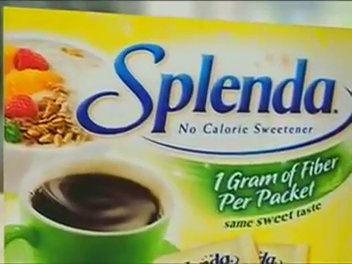 Splenda
No Calorie Sweetener
1 Gram of Fiber
Per Packet
same sweet taste